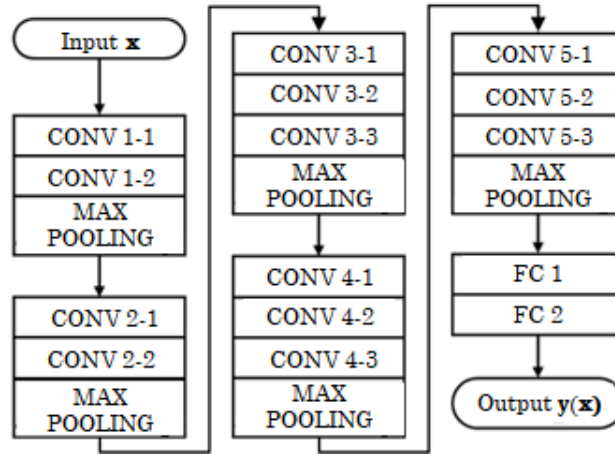 Input x
CONV 1-1
CONV 1-2
MAX
POOLING
CONV 2-1
CONV 2-2
MAX
POOLING
CONV 3-1
CONV 3-2
CONV 3-3
MAX
POOLING
CONV 4-1
CONV 4-2
CONV 4-3
MAX
POOLING
CONV 5-1
CONV 5-2
CONV 5-3
MAX
POOLING
FC 1
FC 2
Output y(x)